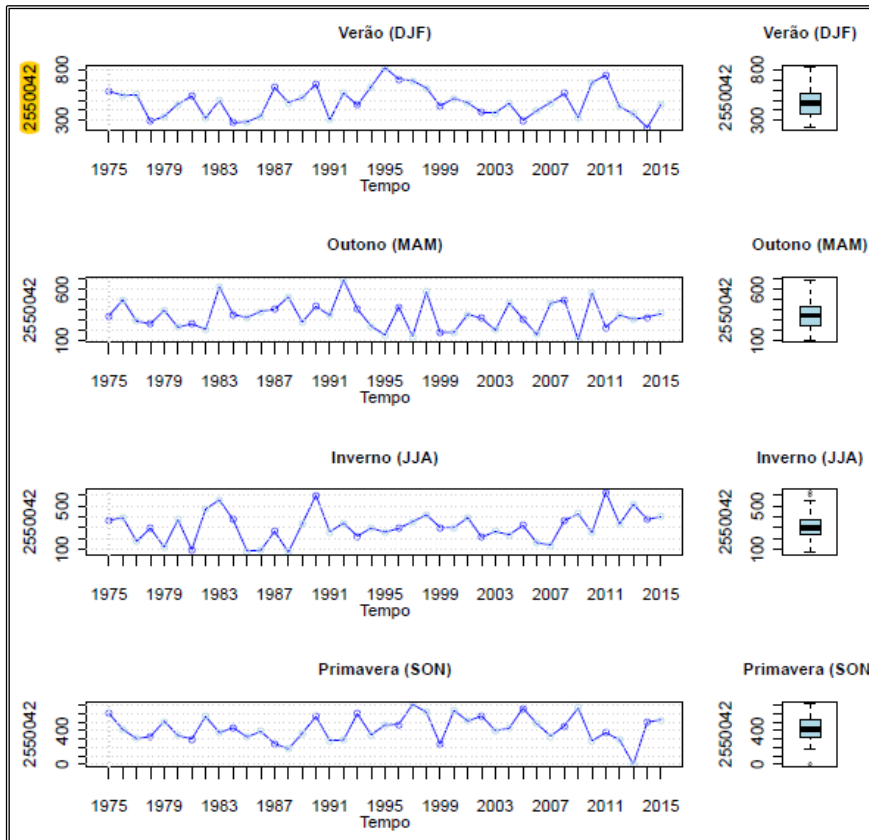 Verão (DJF)
Verão (DJF)
2550042
300 800
1975 1979 1983 1987 1991 1995 1999 2003 2007 2011 2015
Tempo
2550042
300 800
Outono (MAM)
Outono (MAM)
2550042
100 600
1975 1979 1983 1987 1991 1995 1999 2003 2007 2011 2015
Tempo
2550042
100 600
Inverno (JJA)
Inverno (JJA)
2550042
100 500
1975 1979 1983 1987 1991 1995 1999 2003 2007 2011 2015
Tempo
2550042
100 500
Primavera (SON)
Primavera (SON
2550042
0 400
1975 1979 1983 1987 1991 1995 1999 2003 2007 2011 2015
Tempo
2550042
0 400